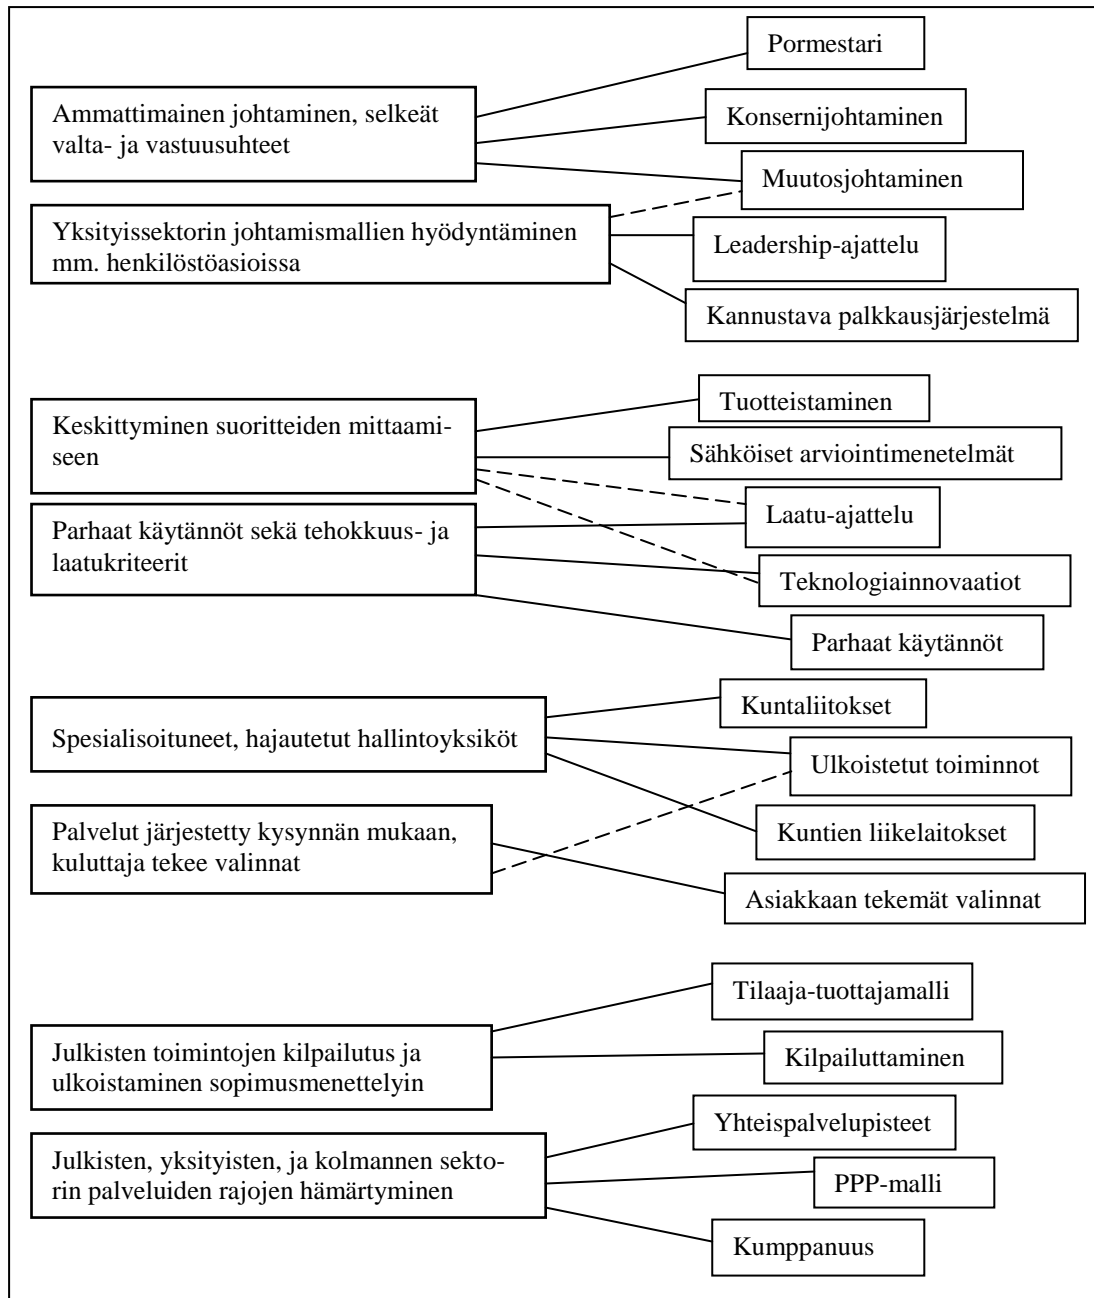 Pormestari
Ammattimainen johtaminen, selkeät
valta- ja vastuusuhteet
Konsernijohtaminen
Muutosjohtaminen
Yksityissektorin johtamismallien hyödyntäminen
mm. henkilöstöasioissa
Leadership-ajattelu
Kannustava palkkausjärjestelmä
Tuotteistaminen
Keskittyminen suoritteiden mittaami-
seen
Sähköiset arviointimenetelmät
Laatu-ajattelu
Parhaat käytännöt sekä tehokkuus- ja
laatukriteerit
Teknologiainnovaatiot
Parhaat käytännöt
Kuntaliitokset
Spesialisoituneet, hajautetut hallintoyksiköt
Ulkoistetut toiminnot
Palvelut järjestetty kysynnän mukaan,
kuluttaja tekee valinnat
Kuntien liikelaitokset
Asiakkaan tekemät valinnat
Tilaaja-tuottajamalli
Julkisten toimintojen kilpailutus ja
ulkoistaminen sopimusmenettelyin
Kilpailuttaminen
Yhteispalvelupisteet
Julkisten, yksityisten, ja kolmannen sekto-
rin palveluiden rajojen hämärtyminen
PPP-malli
Kumppanuus